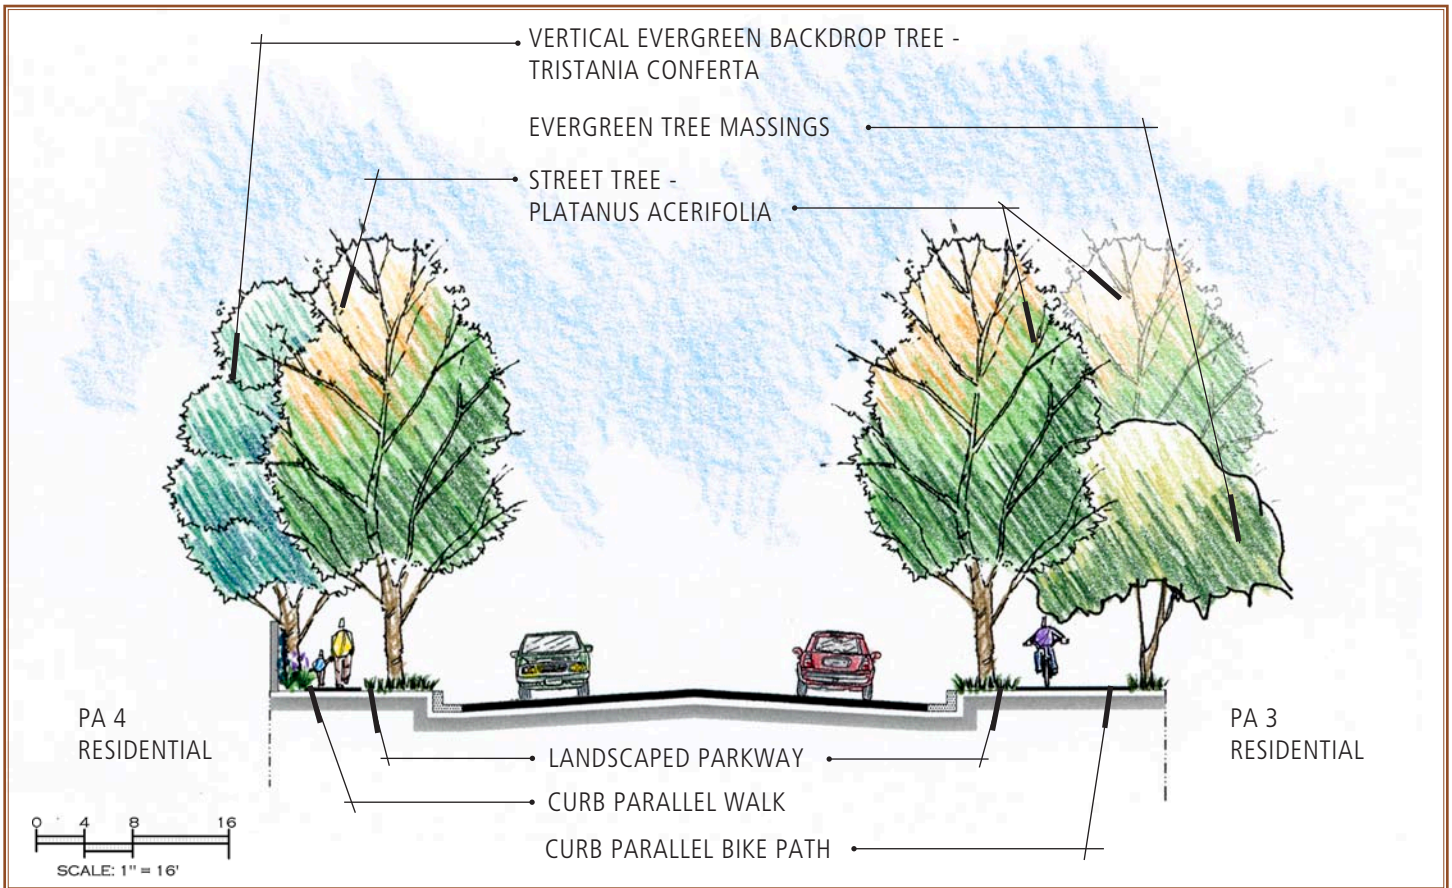 VERTICAL EVERGREEN BACKDROP TREE -
TRISTANIA CONFERTA
EVERGREEN TREE MASSINGS
STREET TREE -
PLATANUS ACERIFOLIA
PA 4
RESIDENTIAL
PA 3
RESIDENTIAL
LANDSCAPED PARKWAY
CURB PARALLEL WALK
CURB PARALLEL BIKE PATH
0 4 8 16
SCALE: 1" = 16'